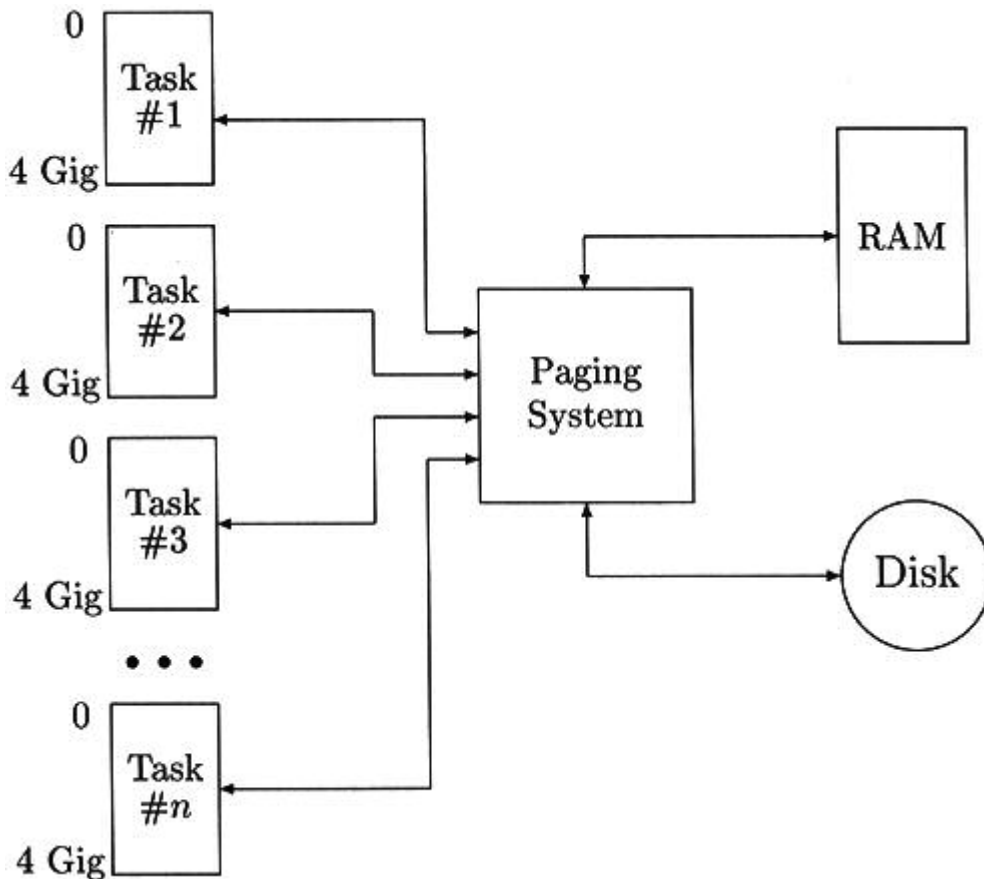 0
Task
#1
4 Gig
0
Task
#2
4 Gig
0
Task
#3
4 Gig
0
Task
#n
4 Gig
Paging
System
RAM
Disk